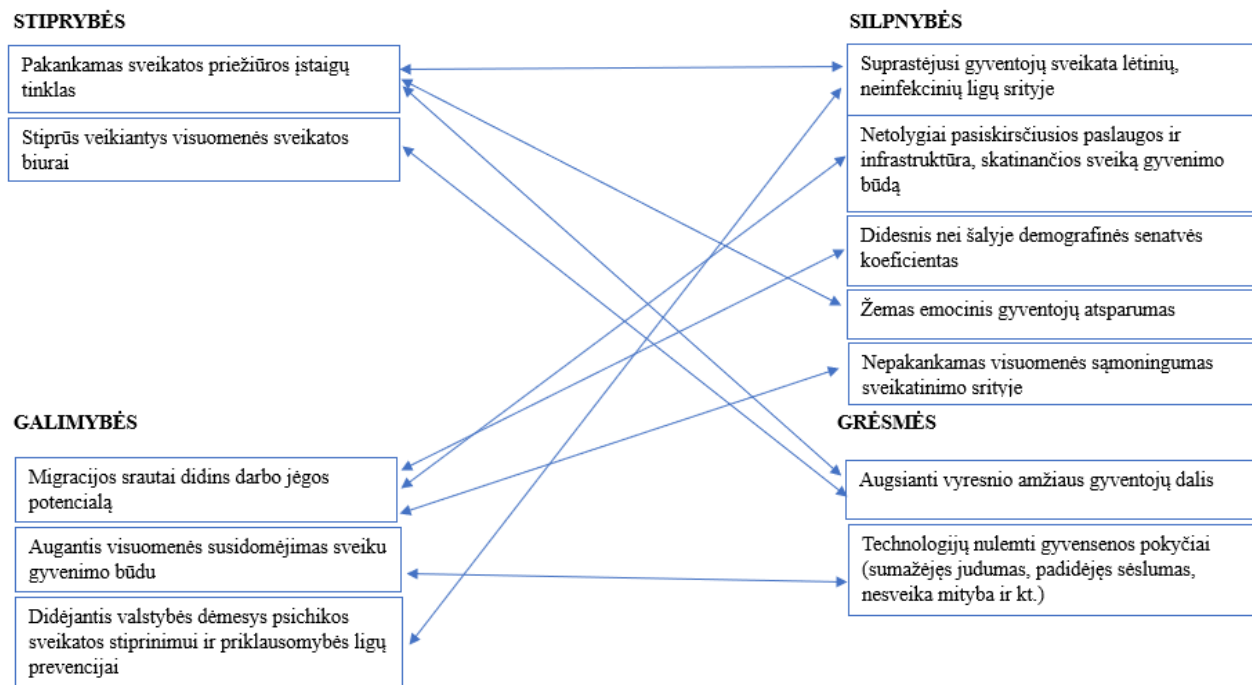 STIPRYBĖS
Pakankamas sveikatos priežiūros įstaigų
tinklas
Stiprūs veikiantys visuomenės sveikatos
biurai
SILPNYBĖS
Suprastėjusi gyventojų sveikata lėtinių,
neinfekcinių ligų srityje
Netolygiai pasiskirsčiusios paslaugos ir
infrastruktūra, skatinančios sveiką gyvenimo
būdą
Didesnis nei šalyje demografinės senatvės
koeficientas
Žemas emocinis gyventojų atsparumas
Nepakankamas visuomenės sąmoningumas
sveikatinimo srityje
GALIMYBĖS
Migracijos srautai didins darbo jėgos
potencialą
Augantis visuomenės susidomėjimas sveiku
gyvenimo būdu
Didėjantis valstybės dėmesys psichikos
sveikatos stiprinimui ir priklausomybės ligų
prevencijai
GRĖSMĖS
Augsianti vyresnio amžiaus gyventojų dalis
Technologijų nulemti gyvensenos pokyčiai
(sumažėjęs judumas, padidėjęs sėslumas,
nesveika mityba ir kt.)